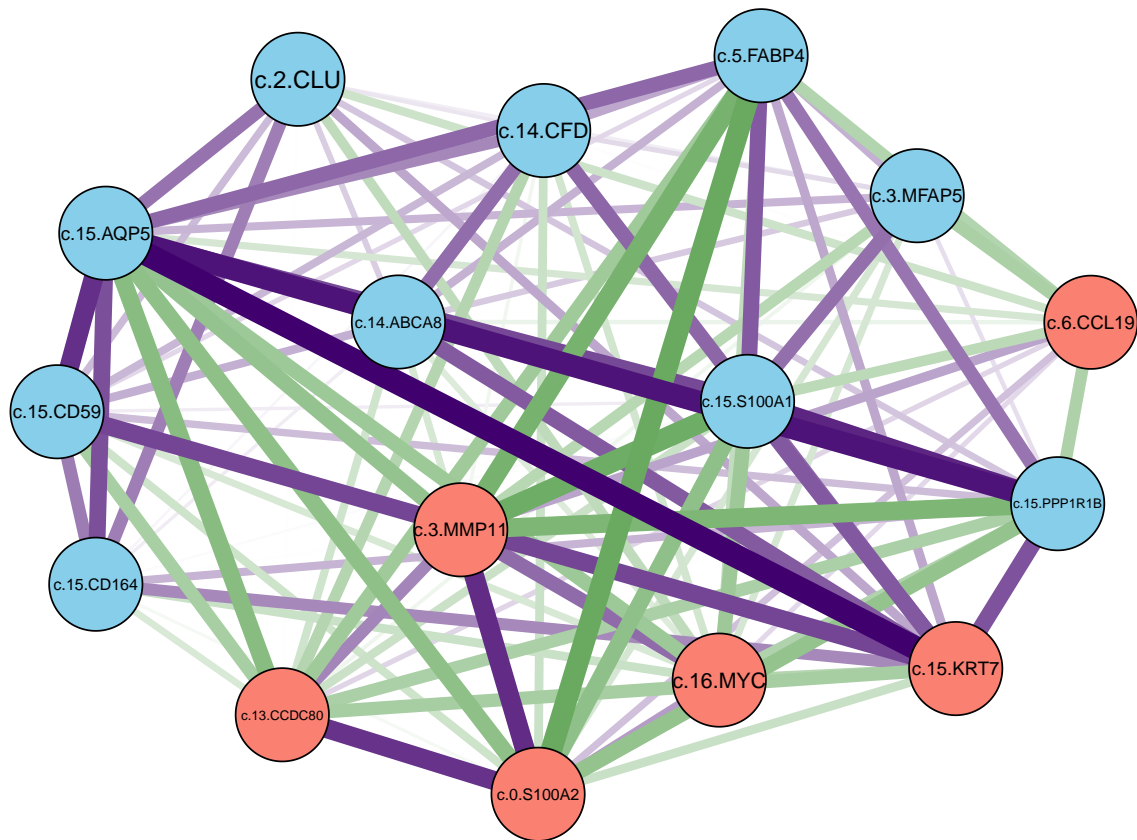 c.5.FABP4
c.2.CLU
c.14.CFD
c.3.MFAP5
c.15.AQP5
c.14.ABCA8
c.6.CCL19
c.15.S100A1
c.15.CD59
c.15.PPP1R1B
c.3.MMP11
c.15.CD164
c.15.KRT7
c.16.MYC
c.13.CCDC80
c.0.S100A2